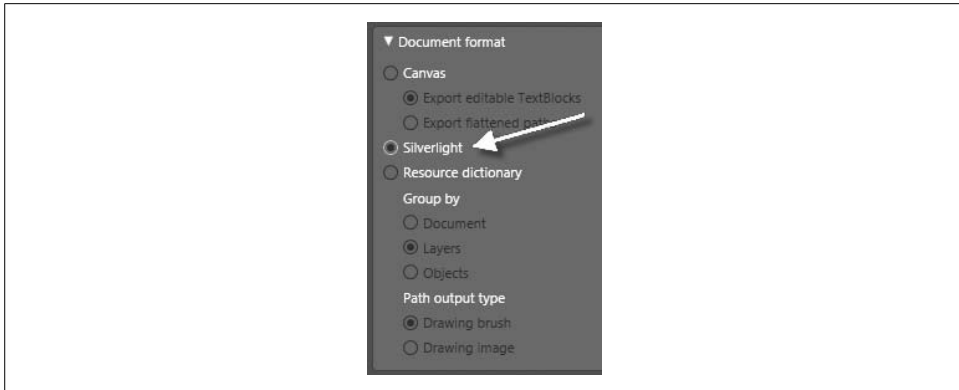 Document format
Canvas
Export editable TextBlocks
Export flattened paths
Silverlight
Resource dictionary
Group by
Document
Layers
Objects
Path output type
Drawing brush
Drawing image